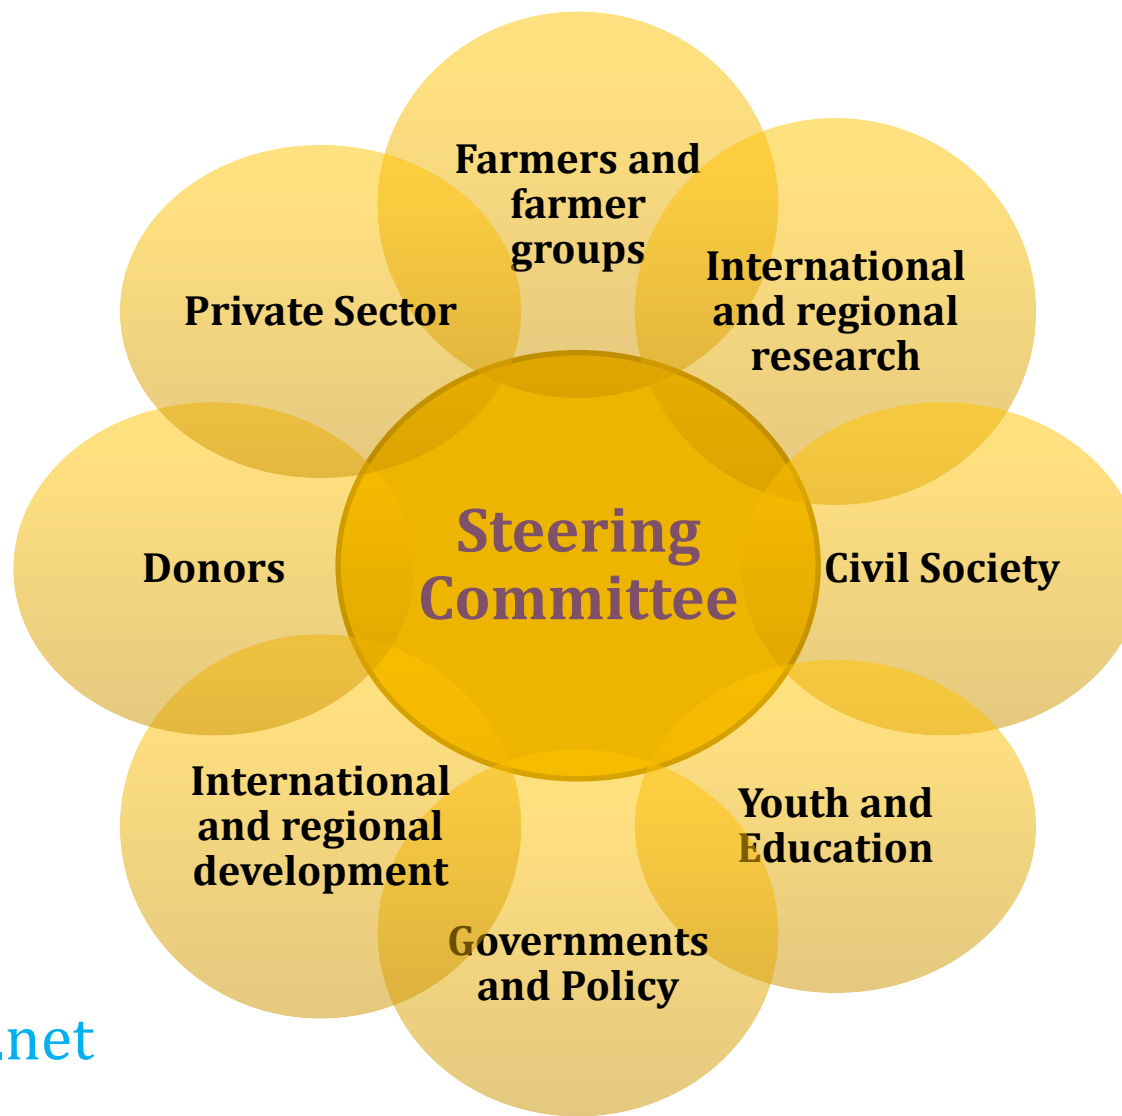 Farmers and
farmer
groups
International
and regional
research
Private Sector
Steering
Committee
Donors
Civil Society
International
and regional
development
Youth and
Education
Governments
and Policy
.net